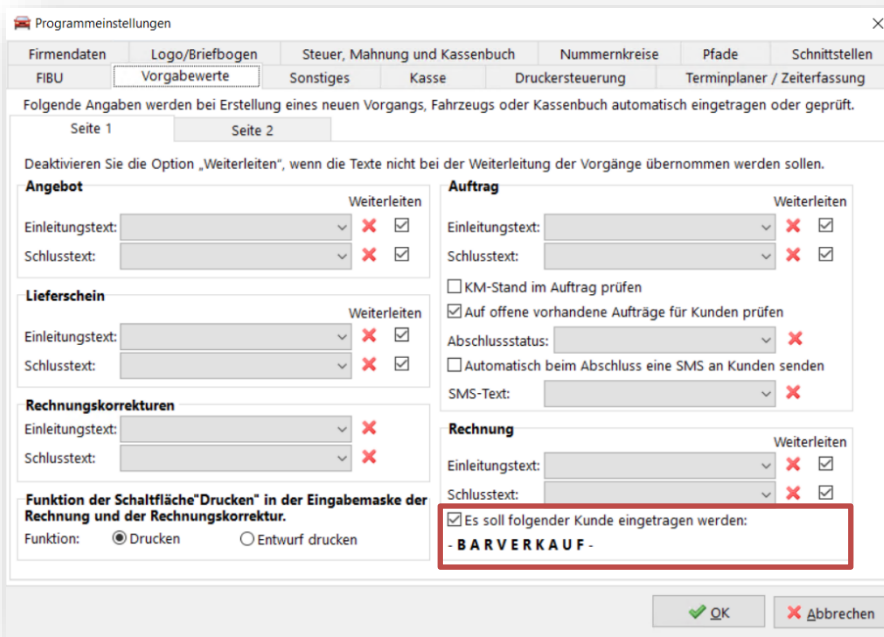 Programmeinstellungen
Firmendaten Logo/Briefbogen Steuer, Mahnung und Kassenbuch Nummernkreise Pfade Schnittstellen
FIBU Vorgabewerte Sonstiges Kasse Druckersteuerung Terminplaner / Zeiterfassung
Folgende Angaben werden bei Erstellung eines neuen Vorgangs, Fahrzeugs oder Kassenbuch automatisch eingetragen oder geprüft.
Seite 1 Seite 2
Deaktivieren Sie die Option „Weiterleiten“, wenn die Texte nicht bei der Weiterleitung der Vorgänge übernommen werden sollen.
Angebot
Weiterleiten
Einleitungstext:
Schlusstext:
Lieferschein
Weiterleiten
Einleitungstext:
Schlusstext:
Rechnungskorrekturen
Einleitungstext:
Schlusstext:
Funktion der Schaltfläche"Drucken" in der Eingabemaske der
Rechnung und der Rechnungskorrektur.
Funktion: Drucken Entwurf drucken
Auftrag
Weiterleiten
Einleitungstext:
Schlusstext:
KM-Stand im Auftrag prüfen
Auf offene vorhandene Aufträge für Kunden prüfen
Abschlussstatus:
Automatisch beim Abschluss eine SMS an Kunden senden
SMS-Text:
Rechnung
Weiterleiten
Einleitungstext:
Schlusstext:
Es soll folgender Kunde eingetragen werden:
- B A R V E R K A U F -
OK Abbrechen